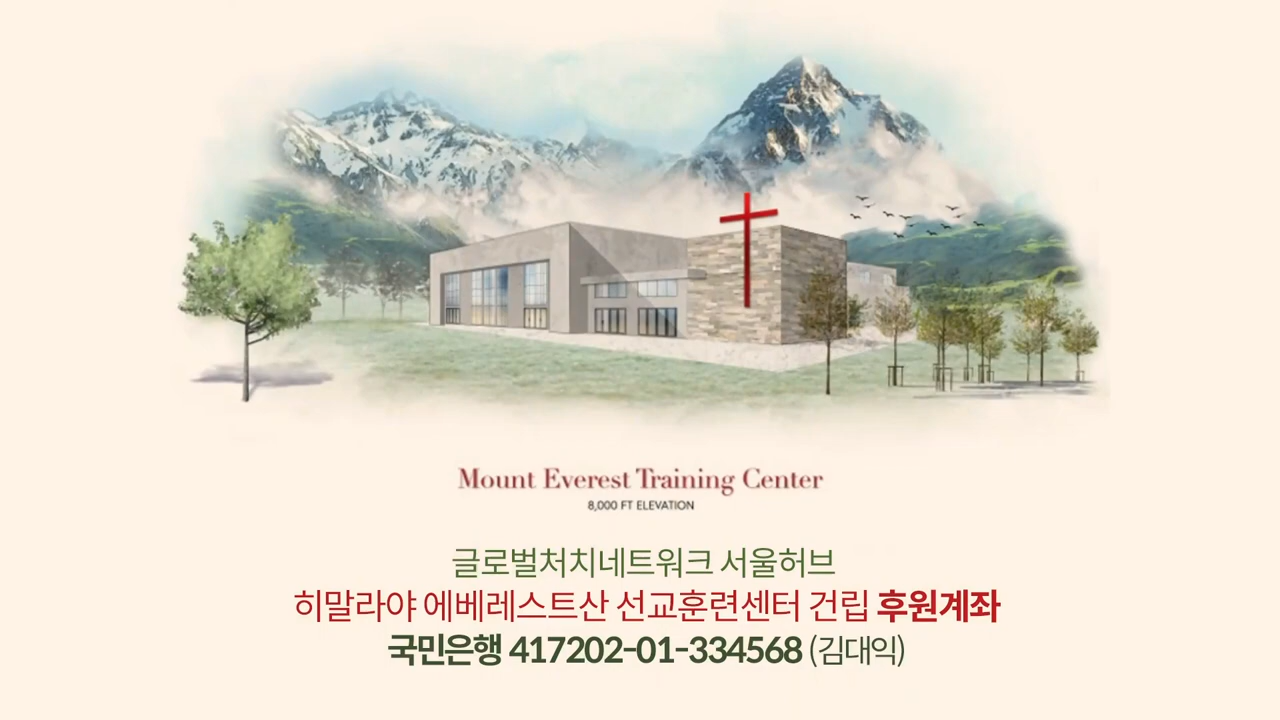 Mount Everest Training Center
8,000 FT ELEVATION
글로벌처치네트워크 서울허브
히말라야 에베레스트산 선교훈련센터 건립 후원계좌
국민은행 417202-01-334568 (김대익)